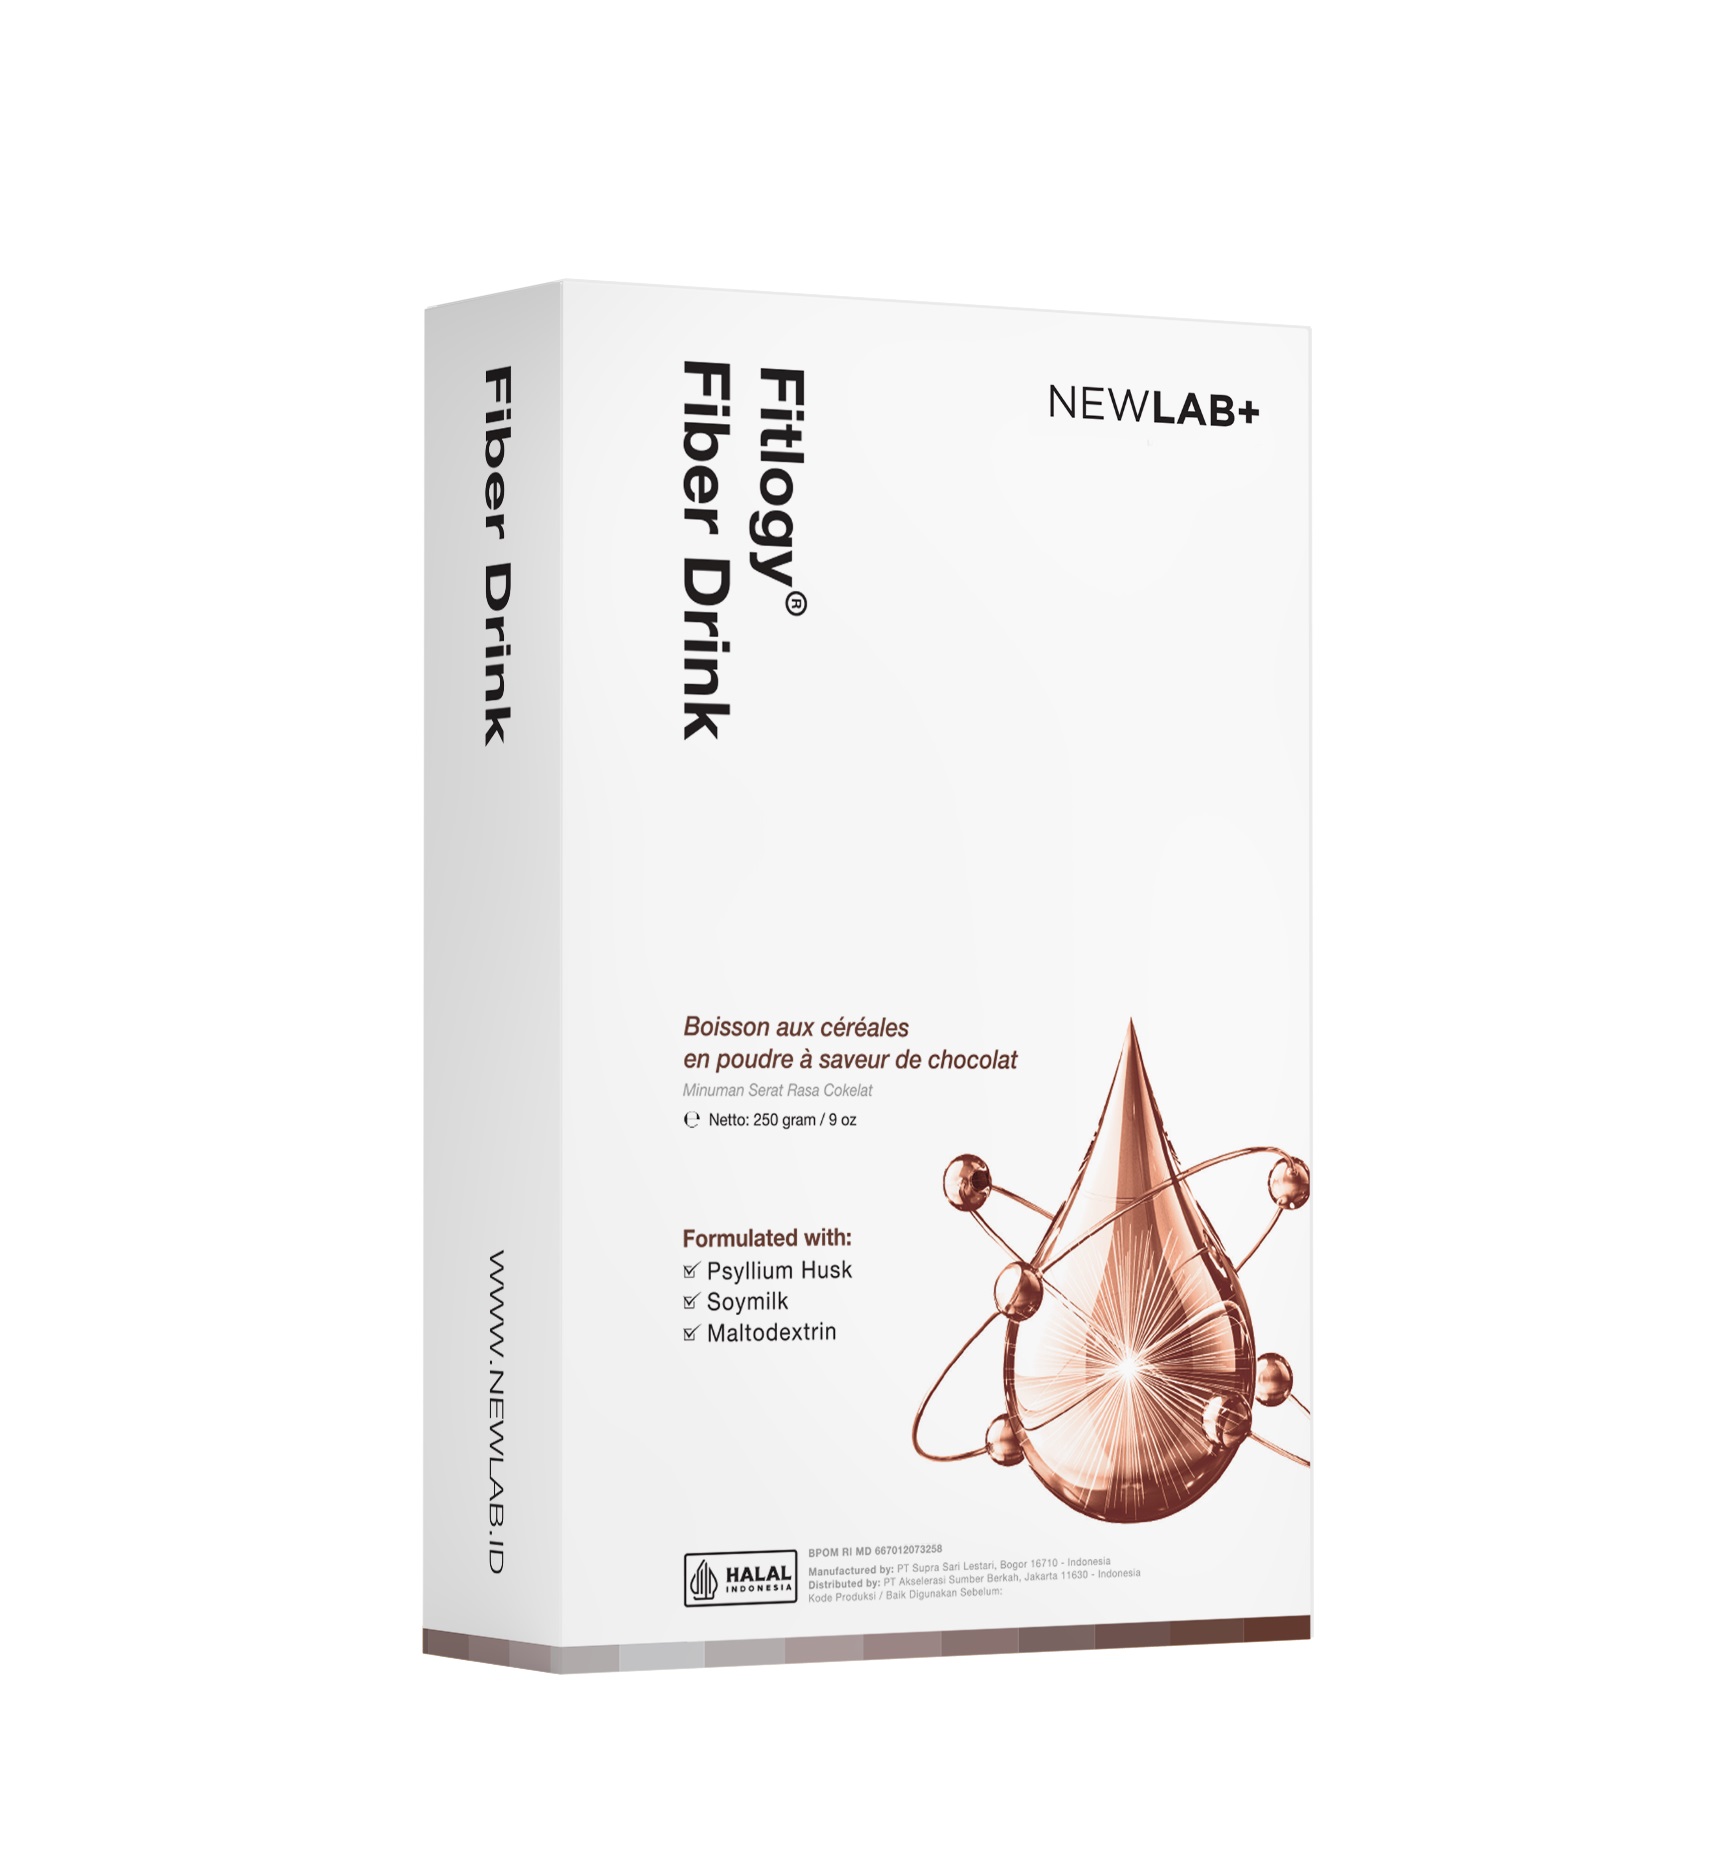 NEWLAB+
Fitlogy®
Fiber Drink
Fiber Drink
WWW.NEWLAB.ID
Boisson aux céréales
en poudre à saveur de chocolat
Minuman Serat Rasa Cokelat
℮ Netto: 250 gram / 9 oz
Formulated with:
Psyllium Husk
Soymilk
Maltodextrin
HALAL
INDONESIA
BPOM RI MD 667012073258
Manufactured by: PT Supra Sari Lestari, Bogor 16710 - Indonesia
Distributed by: PT Akselerasi Sumber Berkah, Jakarta 11630 - Indonesia
Kode Produksi / Baik Digunakan Sebelum: